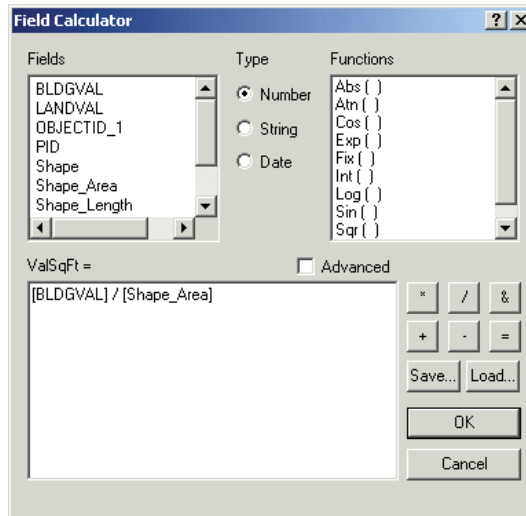 Field Calculator
Fields
Type
Functions
BLDGVAL
LANDVAL
OBJECTID_1
PID
Shape
Shape_Area
Shape_Length
Number
String
Date
Abs ( )
Atn ( )
Cos ( )
Exp ( )
Fix ( )
Int ( )
Log ( )
Sin ( )
Sqr ( )
ValSqFt =
Advanced
[BLDGVAL] / [Shape_Area]
* / &
+ - =
Save... Load...
OK
Cancel